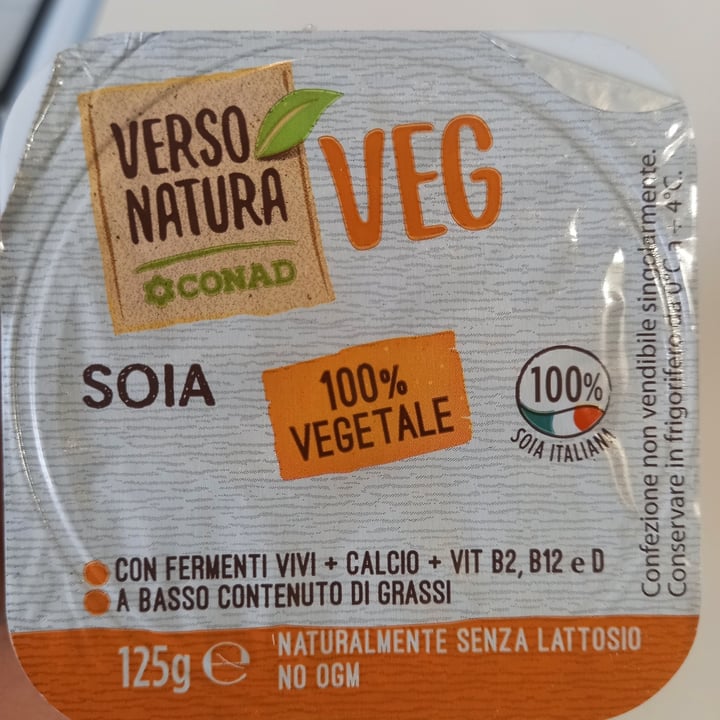 VERSO
NATURA
CONAD
VEG
SOIA
100%
VEGETALE
100%
SOIA ITALIANA
CON FERMENTI VIVI + CALCIO + VIT B2, B12 e D
A BASSO CONTENUTO DI GRASSI
125g ℮
NATURALMENTE SENZA LATTOSIO
NO OGM
Confezione non vendibile singolarmente.
Conservare in frigorifero da 0°C a + 4°C.